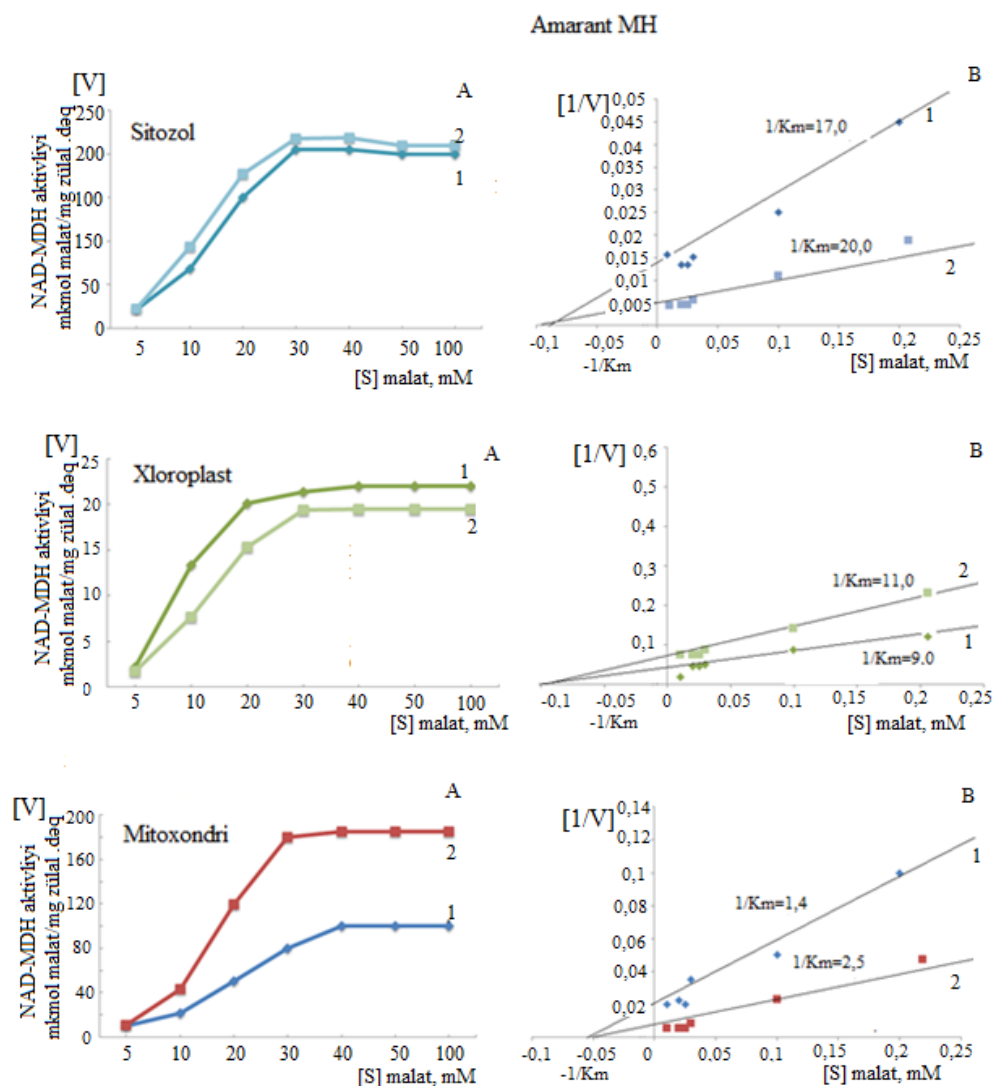 Amarant MH
[V]
A
Sitozol
NAD-MDH aktivliyi
mkmol malat/mg zülal .dəq
250
200
100
150
50
0
2
1
5 10 20 30 40 50 100
[S] malat, mM
B
[1/V]
0,05
0,045
0,04
0,035
0,03
0,025
0,02
0,015
0,01
0,005
1/Km=17,0
1
1/Km=20,0
2
-0,1 -0,05 0 0,05 0,1 0,15 0,2 0,25
-1/Km
[S] malat, mM
[V]
A
Xloroplast
NAD-MDH aktivliyi
mkmol malat/mg zülal .dəq
25
20
15
10
5
0
1
2
5 10 20 30 40 50 100
[S] malat, mM
B
[1/V]
0,6
0,5
0,4
0,3
0,2
0,1
1/Km=11,0
2
1
1/Km=9.0
-0,1 -0,05 0 0,05 0,1 0,15 0,2 0,25
-1/Km
[S] malat, mM
[V]
A
Mitoxondri
NAD-MDH aktivliyi
mkmol malat/mg zülal .dəq
200
160
120
80
40
0
2
1
5 10 20 30 40 50 100
[S] malat, mM
B
[1/V]
0,14
0,12
0,1
0,08
0,06
0,04
0,02
1/Km=1,4
1
1/Km=2,5
2
-0,1 -0,1 0 0,1 0,1 0,2 0,2 0,3
-1/Km
[S] malat, mM